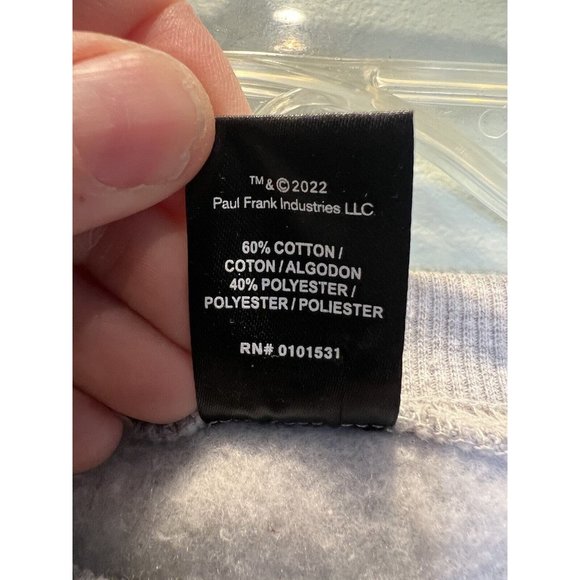 ™ & © 2022
Paul Frank Industries LLC
60% COTTON /
COTON / ALGODON
40% POLYESTER /
POLYESTER / POLIESTER
RN# 0101531